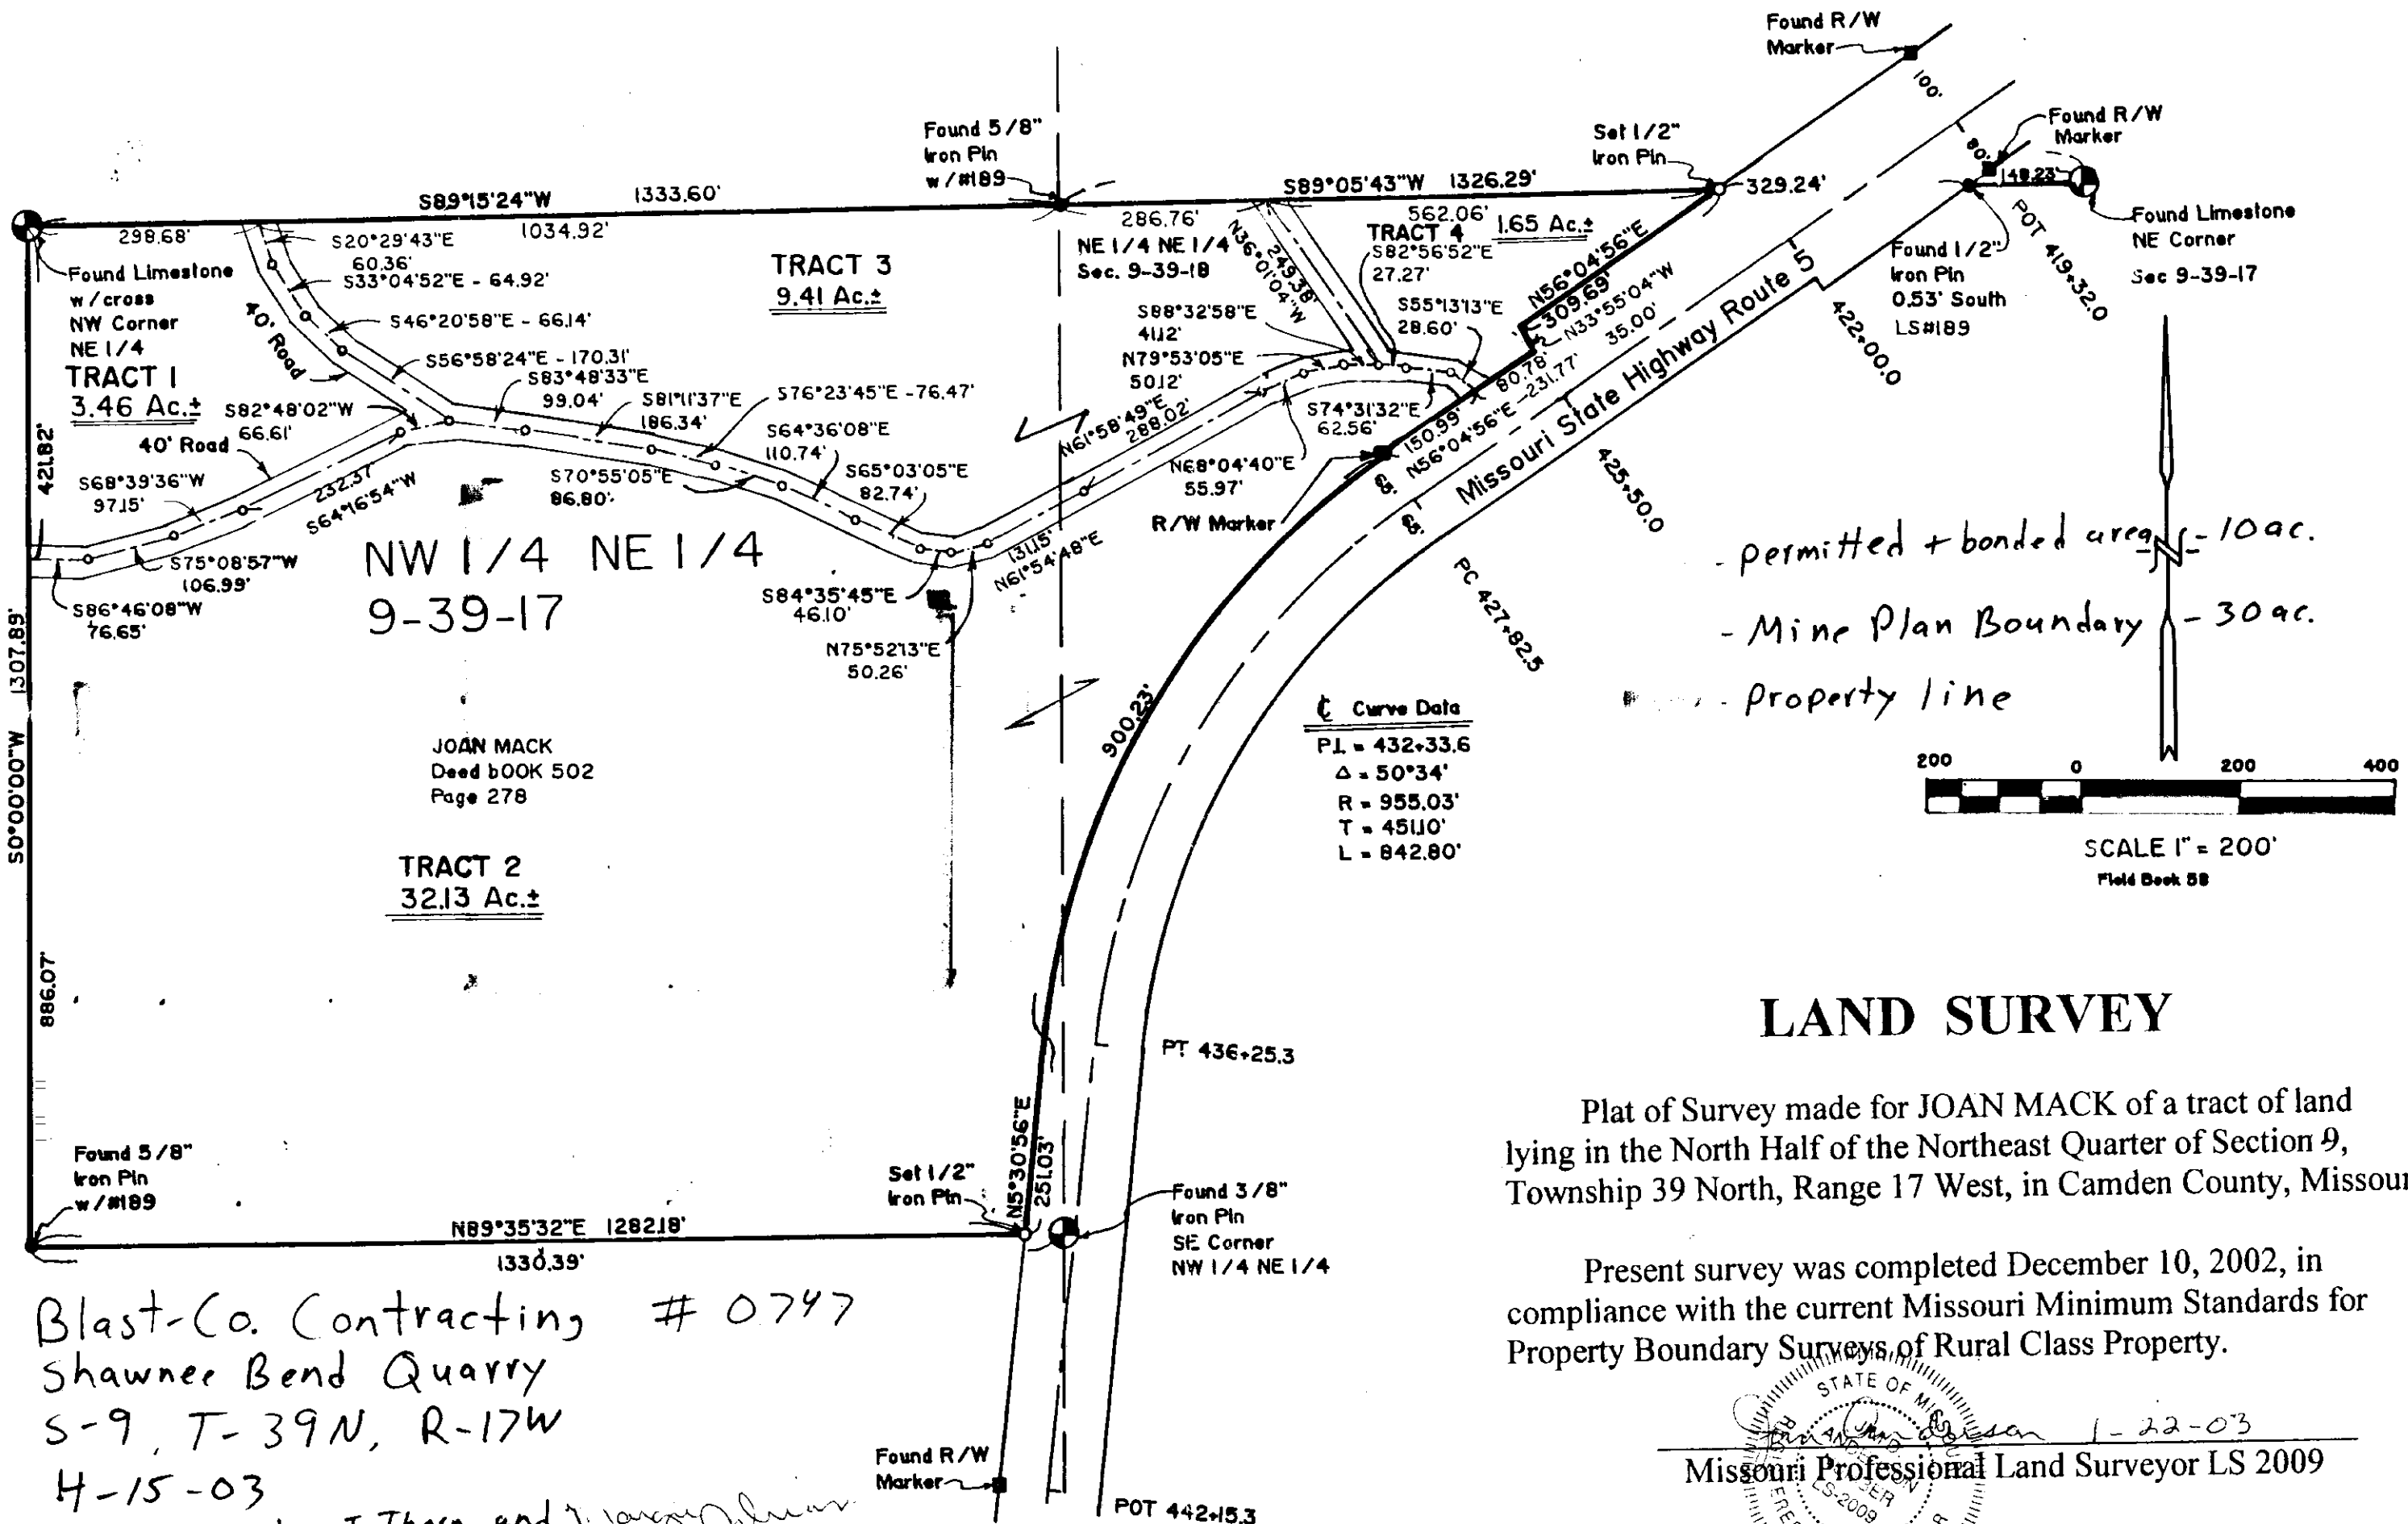 Found R/W
Marker
100'
Found R/W
Marker
80'
148.23'
Found Limestone
NE Corner
Sec 9-39-17
POT 419+32.0
Found 1/2"
Iron Pin
0.53' South
LS#189
Set 1/2"
Iron Pin
329.24'
S89°05'43"W 1326.29'
562.06'
TRACT 4
1.65 Ac.±
Found 5/8"
Iron Pin
w/#189
S89°15'24"W 1333.60'
298.68'
1034.92'
286.76'
NE 1/4 NE 1/4
Sec. 9-39-18
Found Limestone
w/cross
NW Corner
NE 1/4
TRACT 1
3.46 Ac.±
S20°29'43"E
60.36'
S33°04'52"E - 64.92'
S46°20'58"E - 66.14'
S56°58'24"E - 170.31'
40' Road
TRACT 3
9.41 Ac.±
S83°48'33"E
99.04'
S81°11'37"E
186.34'
S76°23'45"E - 76.47'
S64°36'08"E
110.74'
S65°03'05"E
82.74'
S70°55'05"E
86.80'
S82°48'02"W
66.61'
40' Road
S68°39'36"W
97.15'
232.37'
S64°16'54"W
S75°08'57"W
106.99'
S86°46'08"W
76.65'
421.82'
S84°35'45"E
46.10'
N75°52'13"E
50.26'
131.15'
N61°54'48"E
N61°58'49"E
288.02'
N36°01'04"W
249.38'
S82°56'52"E
27.27'
S88°32'58"E
41.12'
N79°53'05"E
50.12'
S55°13'13"E
28.60'
S74°31'32"E
62.56'
N68°04'40"E
55.97'
N56°04'56"E
309.69'
N33°55'04"W
35.00'
80.78'
150.99'
N56°04'56"E - 231.77'
Missouri State Highway Route 5
422+00.0
425+50.0
PC 427+82.5
R/W Marker
65'
NW 1/4 NE 1/4
9-39-17
S0°00'00"W 1307.89'
886.07'
JOAN MACK
Deed bOOK 502
Page 278
TRACT 2
32.13 Ac.±
900.23'
℄ Curve Data
P.I. = 432+33.6
Δ = 50°34'
R = 955.03'
T = 451.10'
L = 842.80'
- permitted + bonded area - 10 ac.
- Mine Plan Boundary - 30 ac.
- property line
N
200 0 200 400
SCALE 1" = 200'
Field Book 58
PT 436+25.3
N5°30'56"E
251.03'
Found 5/8"
Iron Pin
w/#189
Set 1/2"
Iron Pin
N89°35'32"E 1282.18'
1330.39'
Found 3/8"
Iron Pin
SE Corner
NW 1/4 NE 1/4
Found R/W
Marker
POT 442+15.3
LAND SURVEY
Plat of Survey made for JOAN MACK of a tract of land
lying in the North Half of the Northeast Quarter of Section 9,
Township 39 North, Range 17 West, in Camden County, Missour
Present survey was completed December 10, 2002, in
compliance with the current Missouri Minimum Standards for
Property Boundary Surveys of Rural Class Property.
STATE OF
1-22-03
Missouri Professional Land Surveyor LS 2009
LS-2009
Blast-Co. Contracting # 0747
Shawnee Bend Quarry
S-9, T-39N, R-17W
4-15-03